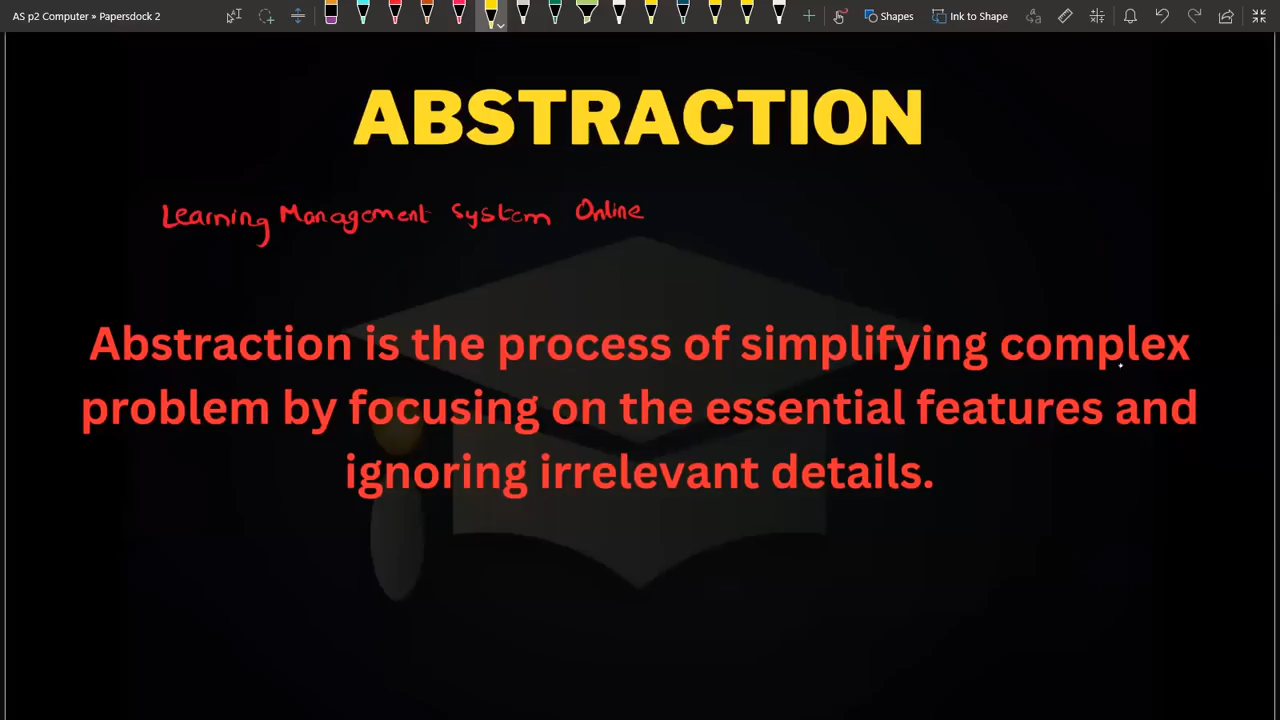 AS p2 Computer » Papersdock 2
Shapes
Ink to Shape
ABSTRACTION
Learning Management System Online
Abstraction is the process of simplifying complex
problem by focusing on the essential features and
ignoring irrelevant details.